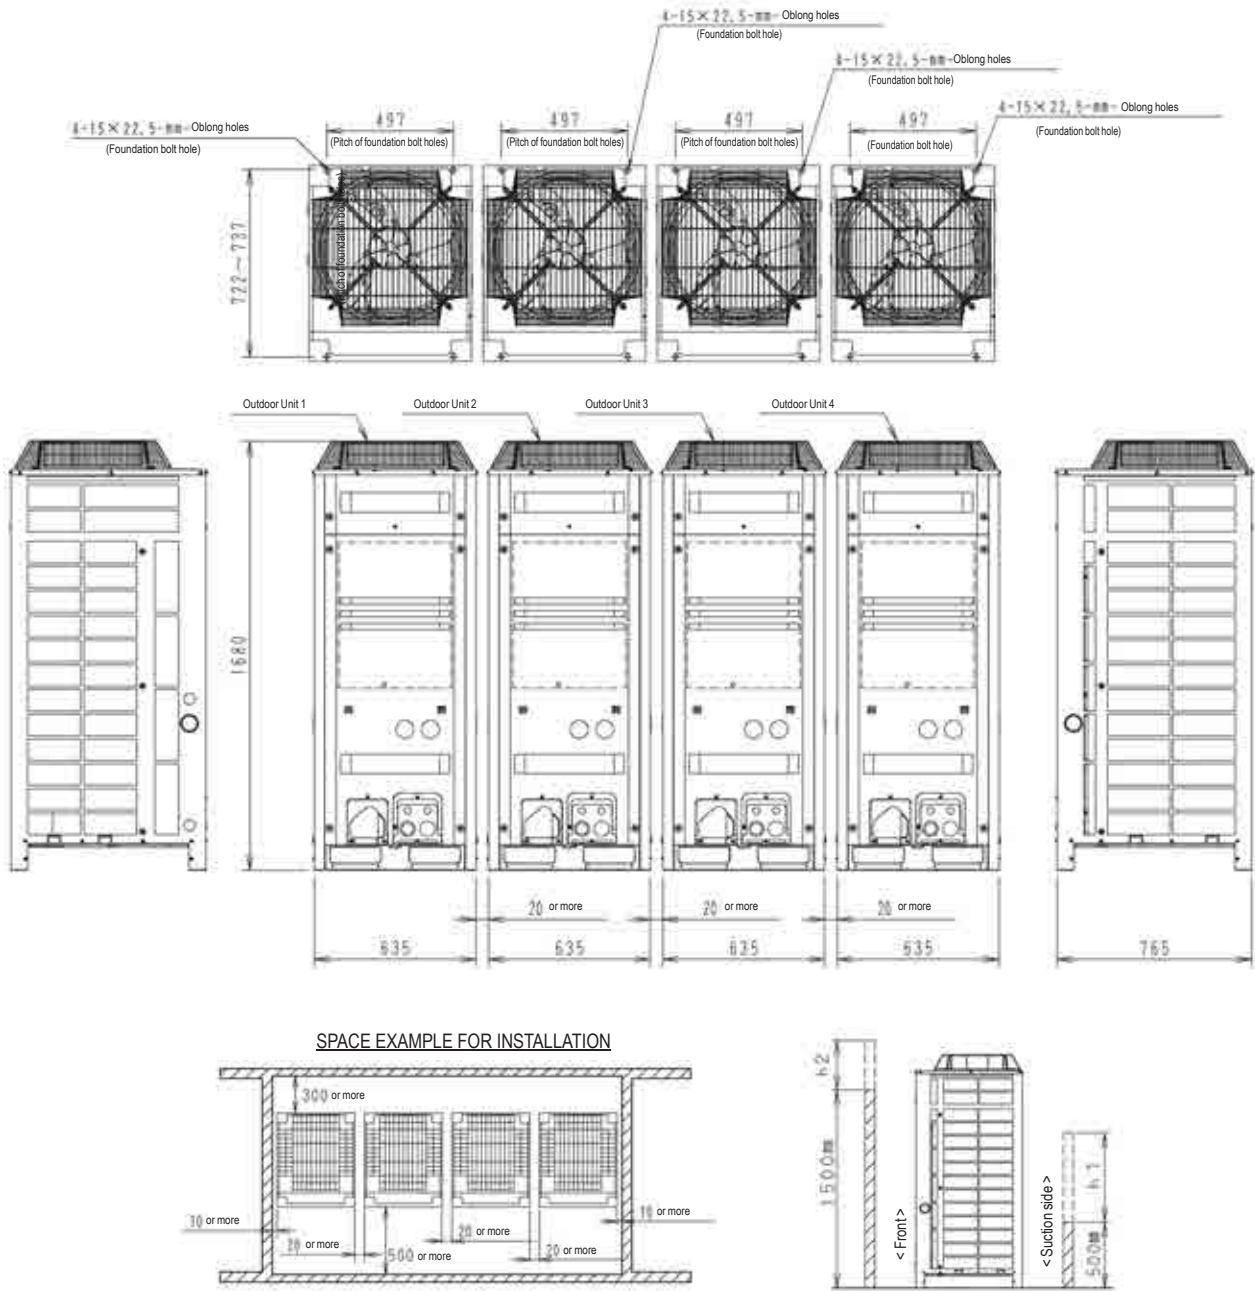 4-15×22.5-mm- Oblong holes
(Foundation bolt hole)
4-15×22.5-mm- Oblong holes
(Foundation bolt hole)
4-15×22.5-mm- Oblong holes
(Foundation bolt hole)
4-15×22.5-mm- Oblong holes
(Foundation bolt hole)
497
(Pitch of foundation bolt holes)
497
(Pitch of foundation bolt holes)
497
(Pitch of foundation bolt holes)
497
(Foundation bolt hole)
722~737
(Pitch of foundation bolt holes)
Outdoor Unit 1
Outdoor Unit 2
Outdoor Unit 3
Outdoor Unit 4
1680
20 or more
20 or more
20 or more
635
635
635
635
765
SPACE EXAMPLE FOR INSTALLATION
300 or more
10 or more
20 or more
500 or more
20 or more
20 or more
10 or more
h2
1500mm
< Front >
< Suction side >
h1
500mm